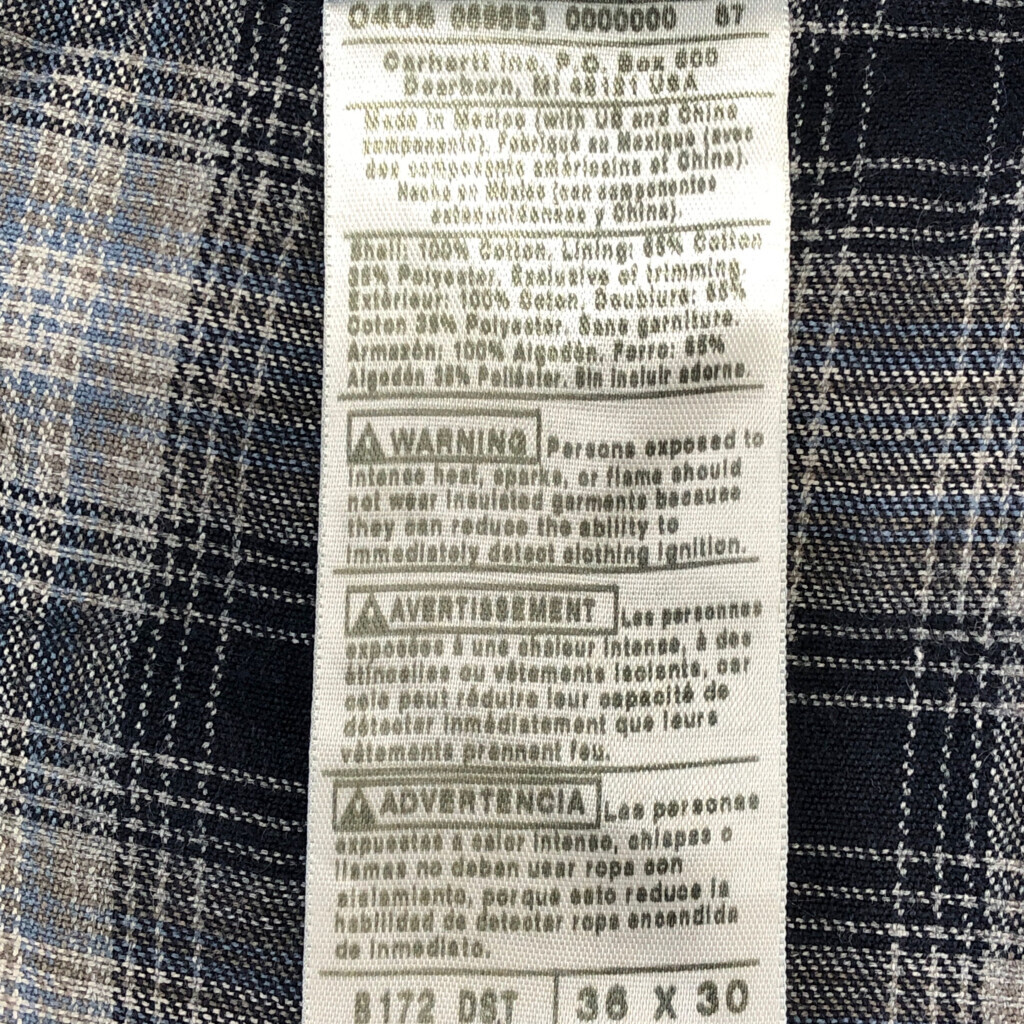 0406 0000000 87
Carhartt Inc. P.O. Box 600
Dearborn, MI 48121 USA
Made in Mexico (with US and China
components). Fabriqué au Mexique (avec
des composants américains et Chine).
Hecho en México (con componentes
estadounidenses y China).
Shell: 100% Cotton. Lining: 65% Cotton
35% Polyester. Exclusive of trimming.
Extérieur: 100% Coton. Doublure: 65%
Coton 35% Polyester. Sans garniture.
Armazón: 100% Algodón. Forro: 65%
Algodón 35% Poliéster. Sin incluir adorno.
WARNING Persons exposed to
intense heat, sparks, or flame should
not wear insulated garments because
they can reduce the ability to
immediately detect clothing ignition.
AVERTISSEMENT Les personnes
exposées à une chaleur intense, à des
étincelles ou vêtements isolants, car
cela peut réduire leur capacité de
détecter immédiatement que leurs
vêtements prennent feu.
ADVERTENCIA Las personas
expuestas a calor intenso, chispas o
llamas no deben usar ropa con
aislamiento, porque esto reduce la
habilidad de detectar ropa encendida
de inmediato.
B172 DST 36 X 30